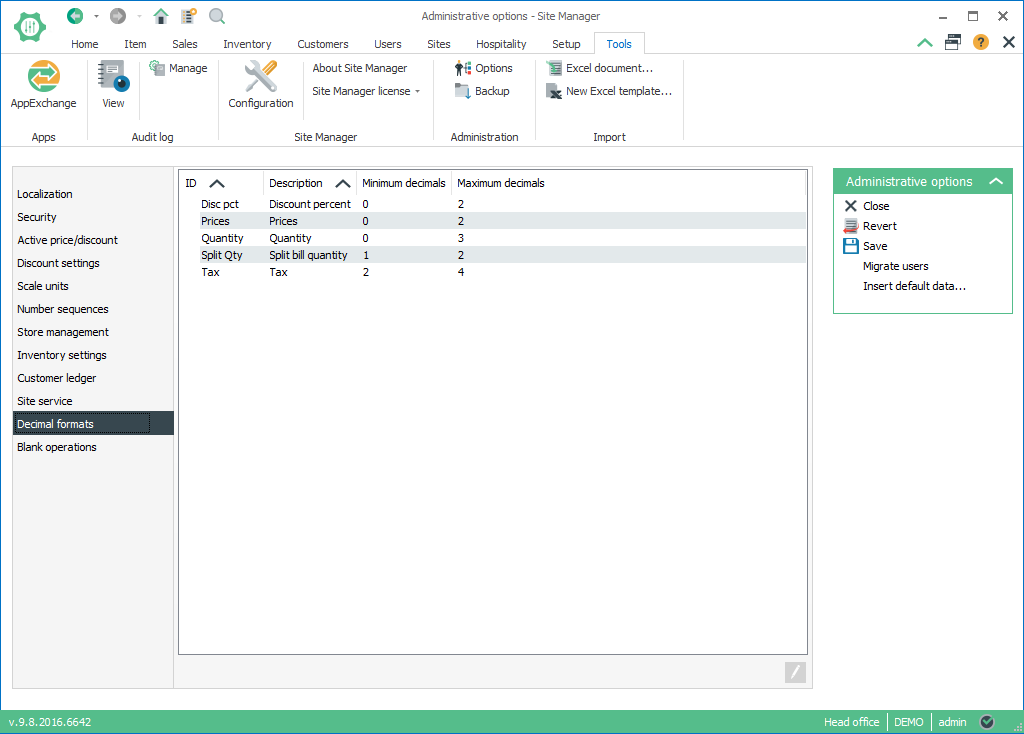 Administrative options - Site Manager
Home Item Sales Inventory Customers Users Sites Hospitality Setup Tools
?
AppExchange
Apps
View
Manage
Audit log
Configuration
About Site Manager
Site Manager license
Site Manager
Options
Backup
Administration
Excel document...
New Excel template...
Import
Localization
Security
Active price/discount
Discount settings
Scale units
Number sequences
Store management
Inventory settings
Customer ledger
Site service
Decimal formats
Blank operations
ID Description Minimum decimals Maximum decimals
Disc pct Discount percent 0 2
Prices Prices 0 2
Quantity Quantity 0 3
Split Qty Split bill quantity 1 2
Tax Tax 2 4
Administrative options
Close
Revert
Save
Migrate users
Insert default data...
v.9.8.2016.6642
Head office DEMO admin